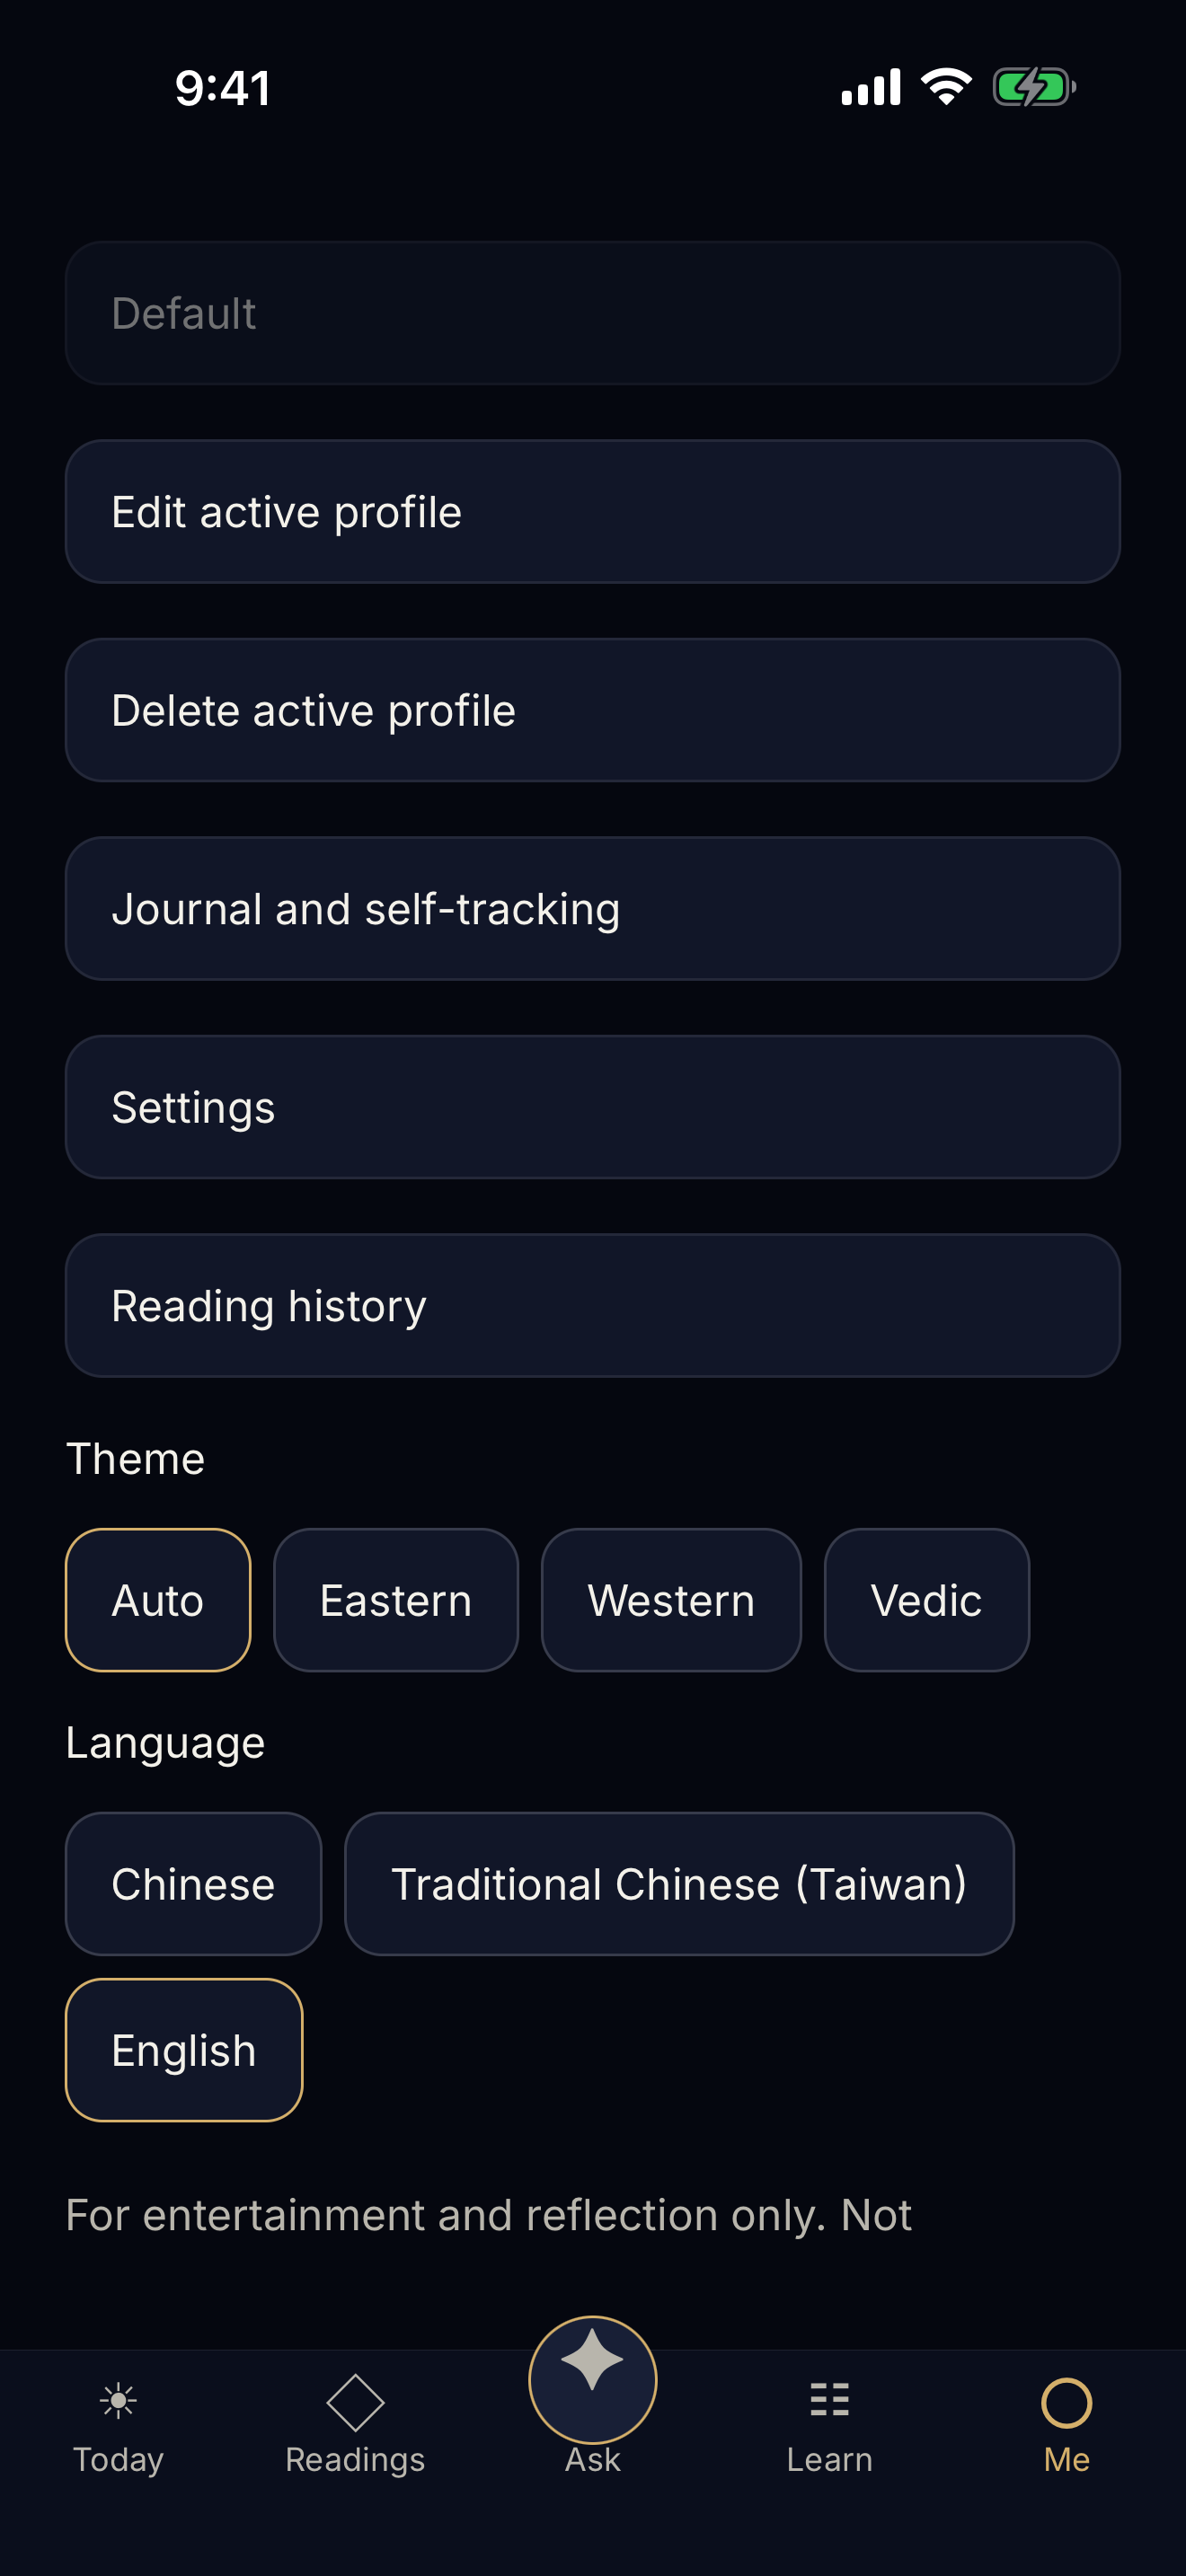 9:41
Default
Edit active profile
Delete active profile
Journal and self-tracking
Settings
Reading history
Theme
Auto Eastern Western Vedic
Language
Chinese Traditional Chinese (Taiwan)
English
For entertainment and reflection only. Not
Today Readings Ask Learn Me